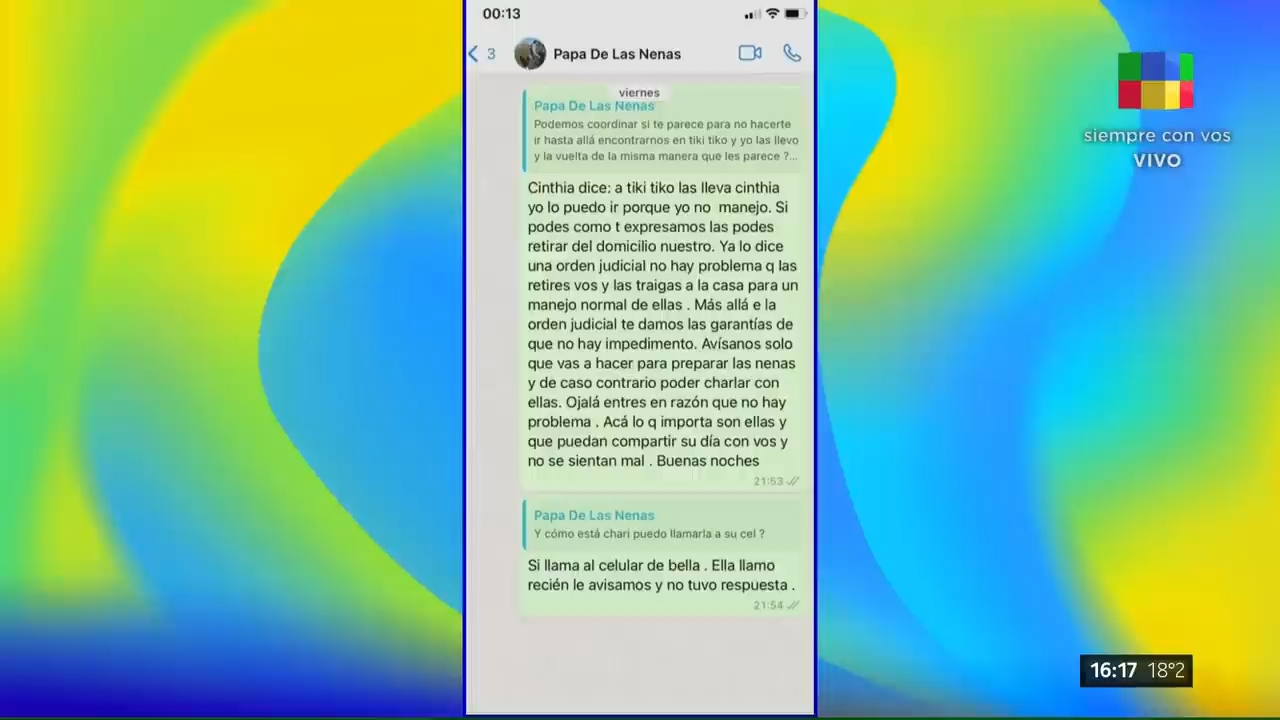 00:13
3
Papa De Las Nenas
viernes
Papa De Las Nenas
Podemos coordinar si te parece para no hacerte
ir hasta allá encontrarnos en tiki tiko y yo las llevo
y la vuelta de la misma manera que les parece ?...
Cinthia dice: a tiki tiko las lleva cinthia
yo lo puedo ir porque yo no manejo. Si
podes como t expresamos las podes
retirar del domicilio nuestro. Ya lo dice
una orden judicial no hay problema q las
retires vos y las traigas a la casa para un
manejo normal de ellas . Más allá e la
orden judicial te damos las garantías de
que no hay impedimento. Avísanos solo
que vas a hacer para preparar las nenas
y de caso contrario poder charlar con
ellas. Ojalá entres en razón que no hay
problema . Acá lo q importa son ellas y
que puedan compartir su día con vos y
no se sientan mal . Buenas noches
21:53
Papa De Las Nenas
Y cómo está chari puedo llamarla a su cel ?
Si llama al celular de bella . Ella llamo
recién le avisamos y no tuvo respuesta .
21:54
siempre con vos
VIVO
16:17 18°2